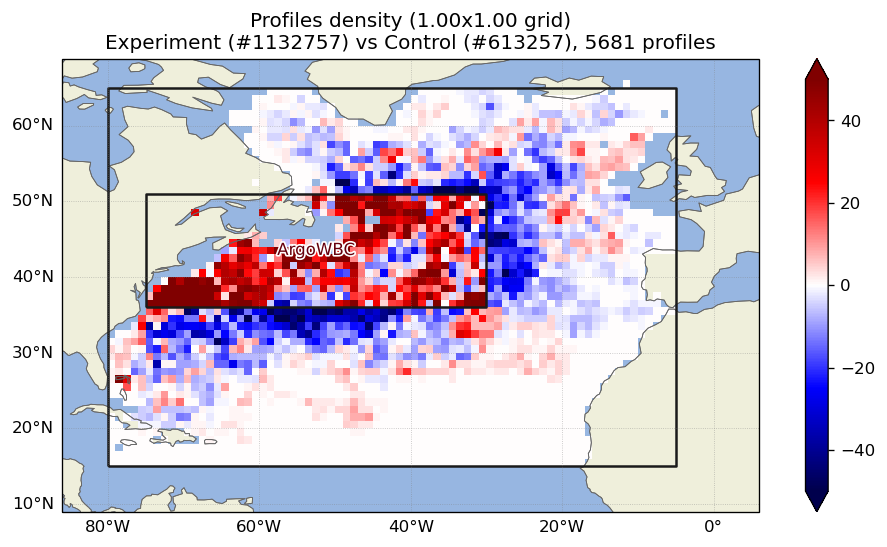 Profiles density (1.00x1.00 grid)
Experiment (#1132757) vs Control (#613257), 5681 profiles
60°N
50°N
40°N
30°N
20°N
10°N
80°W
60°W
40°W
20°W
0°
ArgoWBC
40
20
0
−20
−40